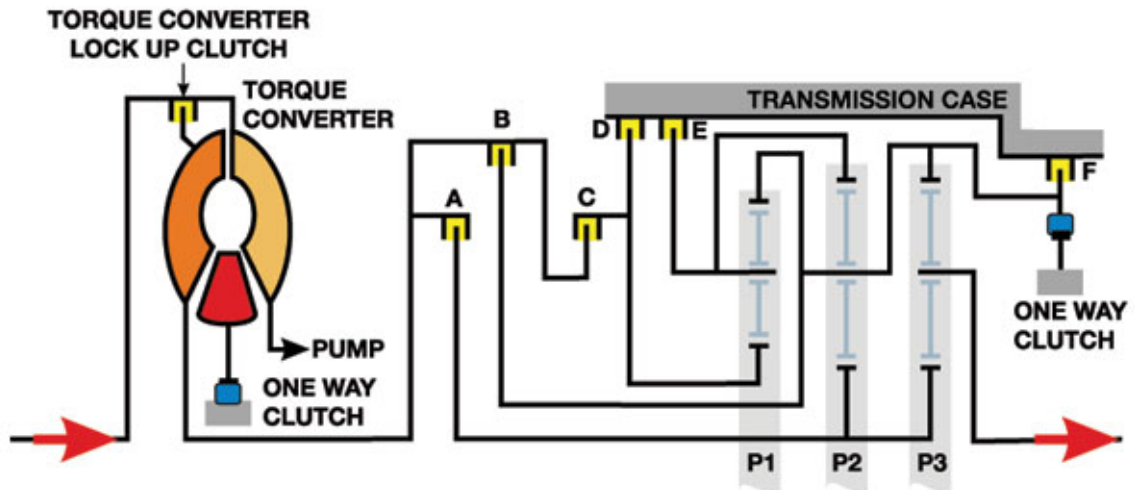 TORQUE CONVERTER
LOCK UP CLUTCH
TORQUE
CONVERTER
PUMP
ONE WAY
CLUTCH
A
B
C
D
E
TRANSMISSION CASE
F
ONE WAY
CLUTCH
P1
P2
P3